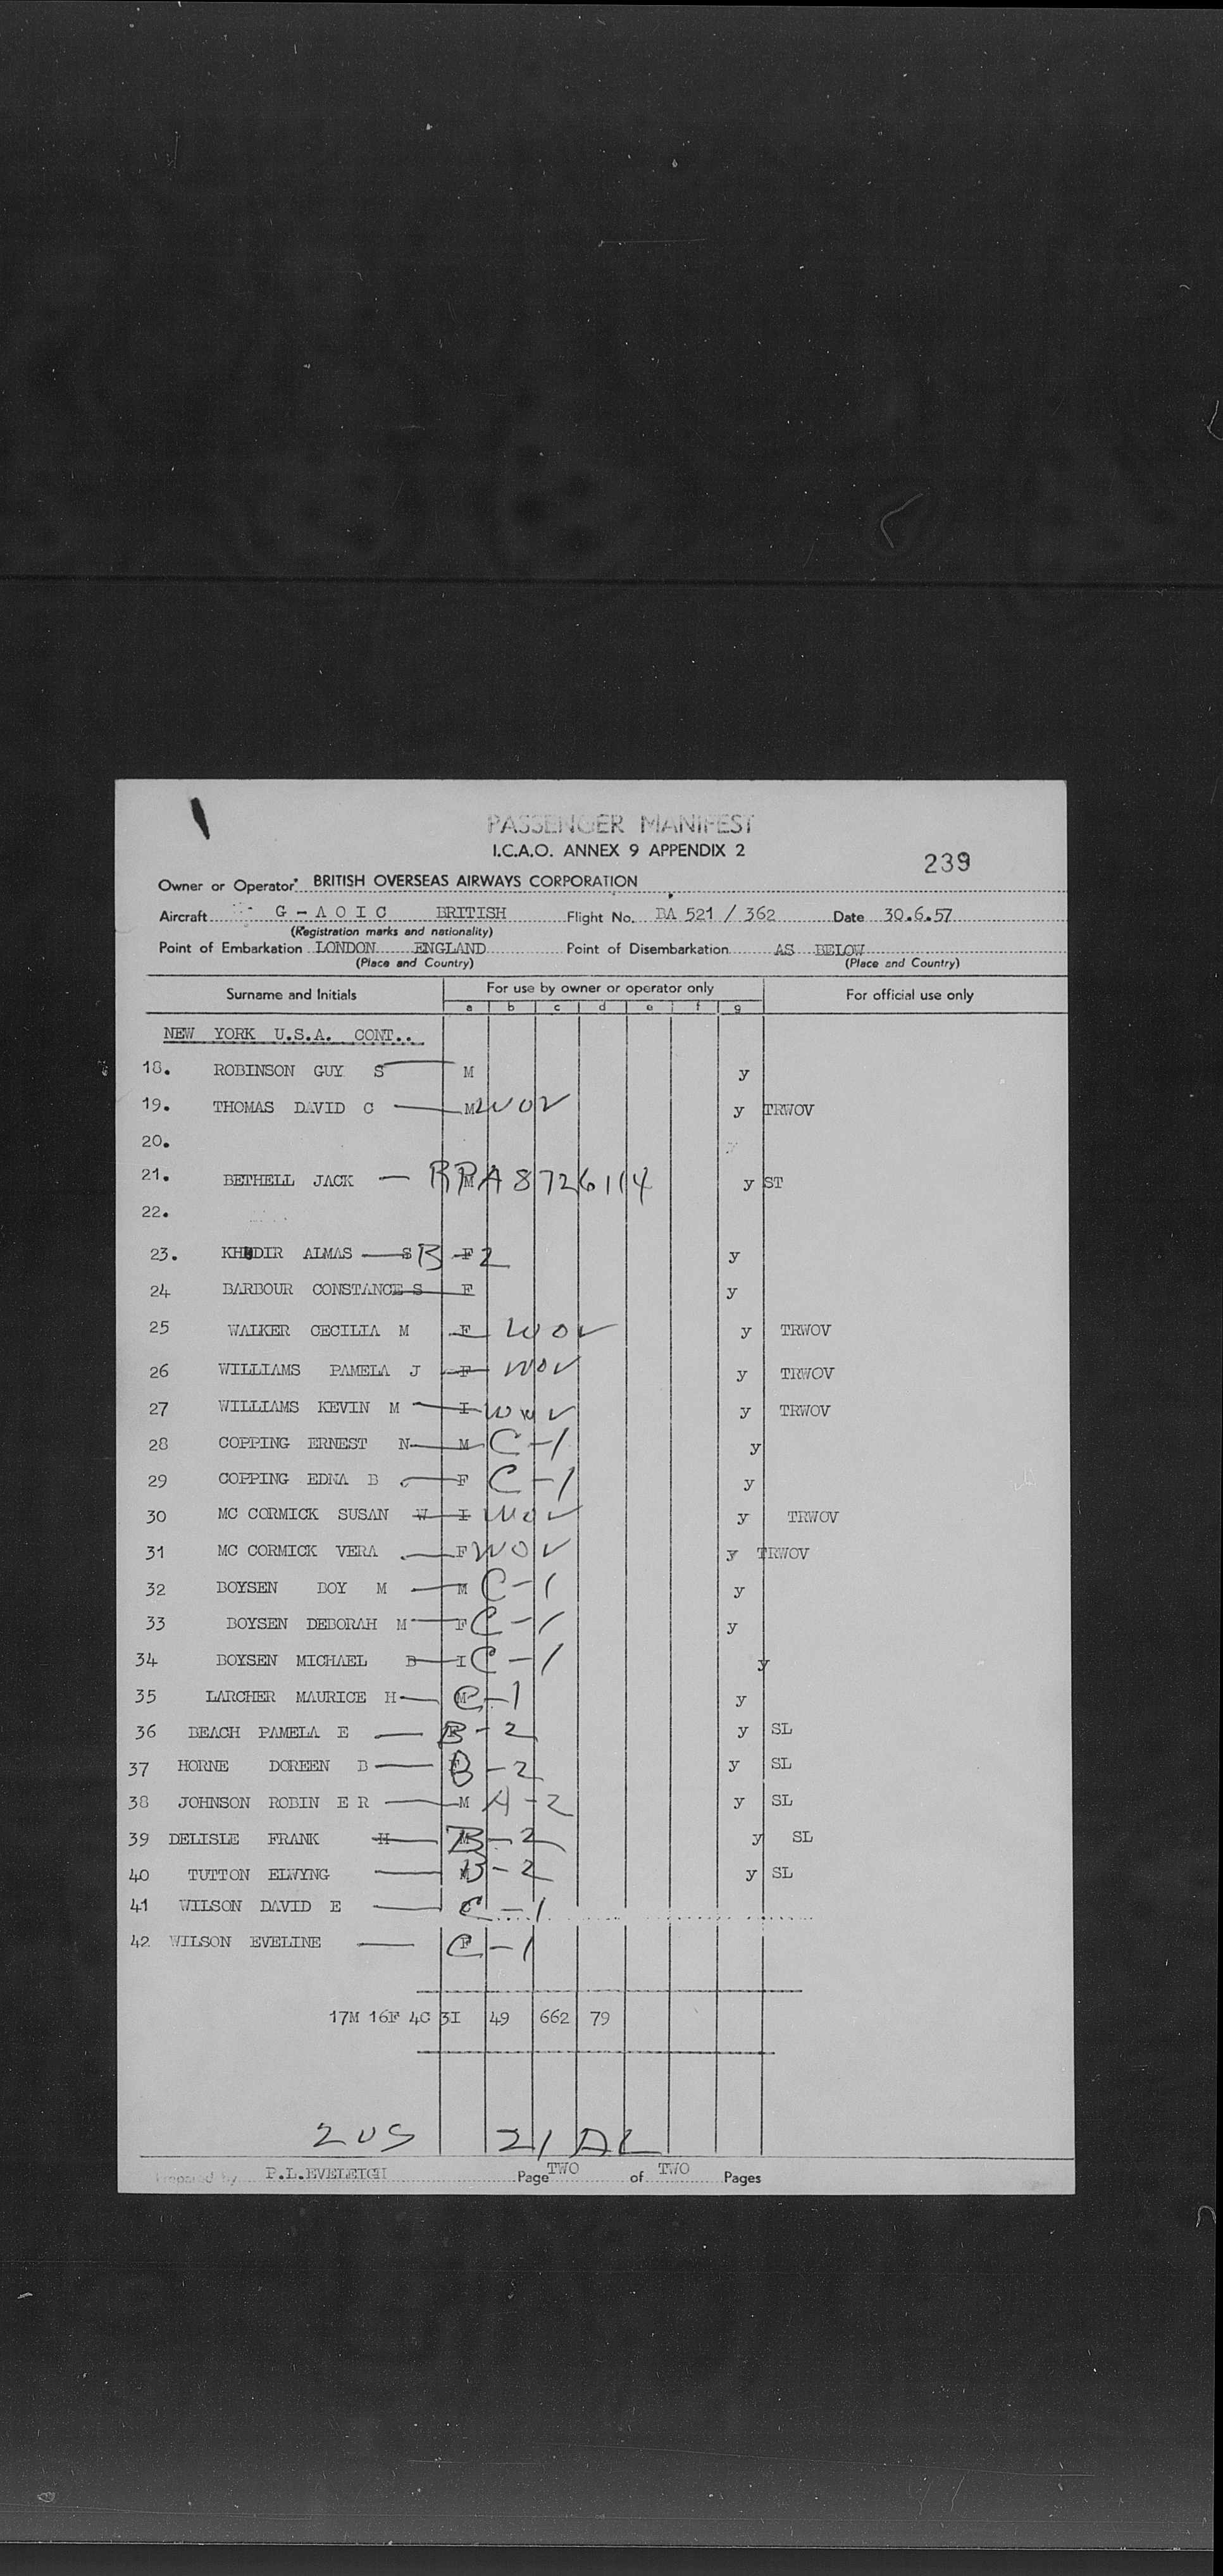 PASSENGER MANIFEST
I.C.A.O. ANNEX 9 APPENDIX 2
239
Owner or Operator BRITISH OVERSEAS AIRWAYS CORPORATION
Aircraft G - A O I C BRITISH Flight No. BA 521 / 362 Date 30.6.57
(Registration marks and nationality)
Point of Embarkation LONDON ENGLAND Point of Disembarkation AS BELOW
(Place and Country) (Place and Country)
Surname and Initials For use by owner or operator only For official use only
a b c d e f g
NEW YORK U.S.A. CONT..
18. ROBINSON GUY S M y
19. THOMAS DAVID C M WOV y TRWOV
20.
21. BETHELL JACK — M y ST
22.
23. KHUDIR ALMAS S B F 2 y
24 BARBOUR CONSTANCE S F y
25 WALKER CECILIA M F WOV y TRWOV
26 WILLIAMS PAMELA J F WOV y TRWOV
27 WILLIAMS KEVIN M I WOV y TRWOV
28 COPPING ERNEST N M C-1 y
29 COPPING EDNA B F C-1 y
30 MC CORMICK SUSAN W I WOV y TRWOV
31 MC CORMICK VERA F WOV y TRWOV
32 BOYSEN BOY M M C-1 y
33 BOYSEN DEBORAH M F C-1 y
34 BOYSEN MICHAEL B I C-1 y
35 LARCHER MAURICE H M C-1 y
36 BEACH PAMELA E B-2 y SL
37 HORNE DOREEN B B-2 y SL
38 JOHNSON ROBIN E R M A-2 y SL
39 DELISLE FRANK H B-2 y SL
40 TUTTON ELWYNG B-2 y SL
41 WILSON DAVID E C-1
42 WILSON EVELINE F C-1
17M 16F 4C 3I 49 662 79
2 US 21 AL
Prepared by P.L.EVELEIGH Page TWO of TWO Pages